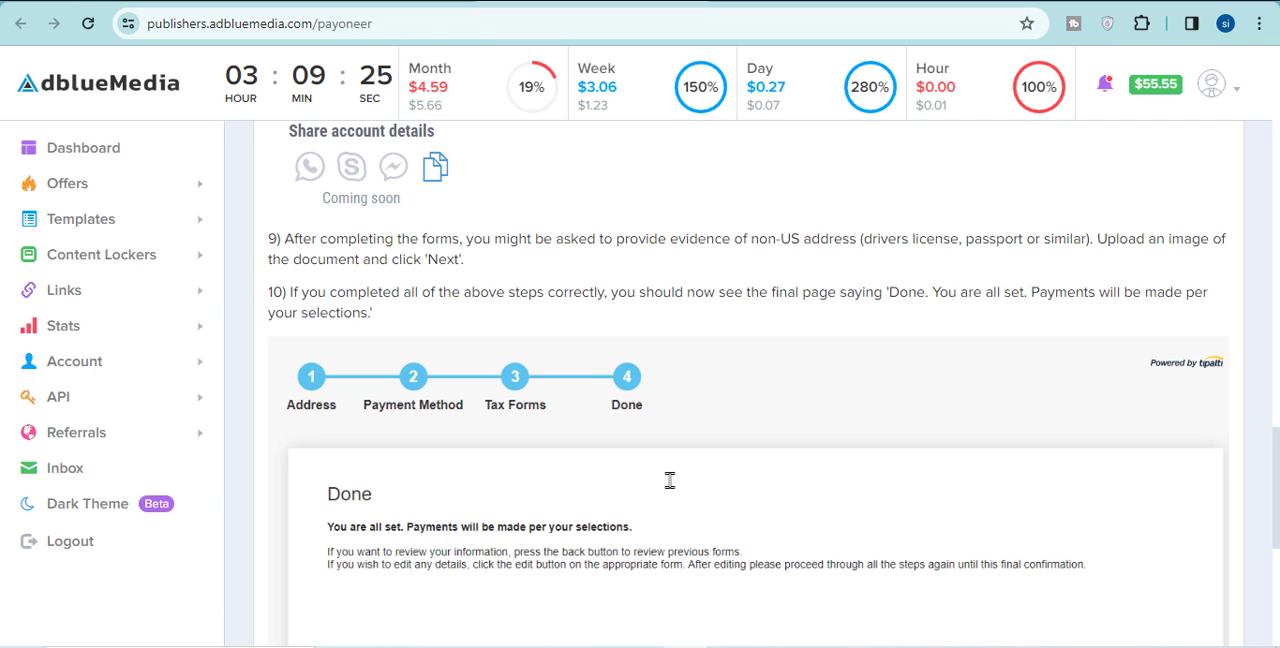 publishers.adbluemedia.com/payoneer
si
AdblueMedia
03 : 09 : 25
HOUR MIN SEC
Month
$4.59
$5.66
19%
Week
$3.06
$1.23
150%
Day
$0.27
$0.07
280%
Hour
$0.00
$0.01
100%
$55.55
Dashboard
Offers
Templates
Content Lockers
Links
Stats
Account
API
Referrals
Inbox
Dark Theme Beta
Logout
Share account details
Coming soon
9) After completing the forms, you might be asked to provide evidence of non-US address (drivers license, passport or similar). Upload an image of
the document and click 'Next'.
10) If you completed all of the above steps correctly, you should now see the final page saying 'Done. You are all set. Payments will be made per
your selections.'
1 2 3 4
Address Payment Method Tax Forms Done
Powered by tipalti
Done
You are all set. Payments will be made per your selections.
If you want to review your information, press the back button to review previous forms.
If you wish to edit any details, click the edit button on the appropriate form. After editing please proceed through all the steps again until this final confirmation.